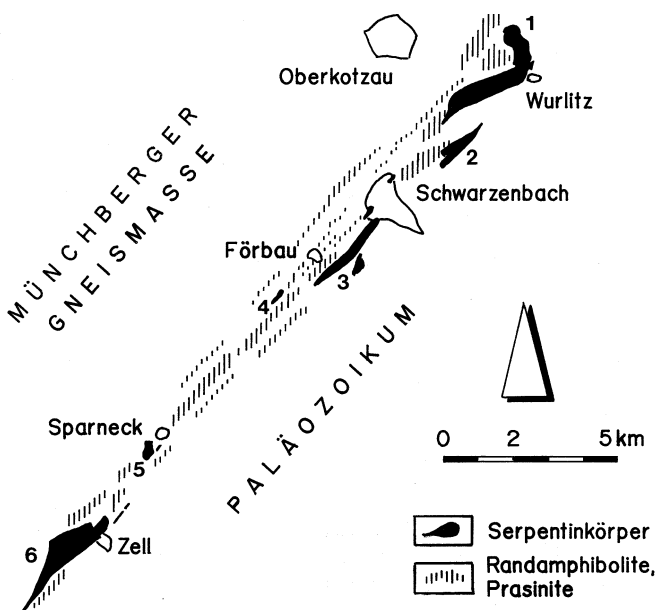 1
Oberkotzau
Wurlitz
MÜNCHBERGER
GNEISMASSE
2
Schwarzenbach
Förbau
3
4
PALÄOZOIKUM
Sparneck
0 2 5 km
5
6
Zell
Serpentinkörper
Randamphibolite,
Prasinite